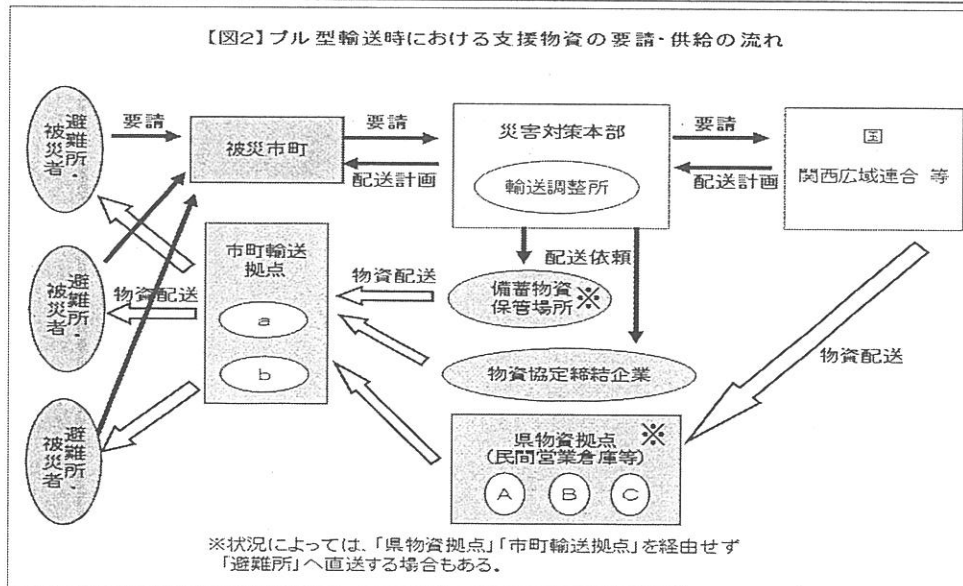 【図2】プル型輸送時における支援物資の要請・供給の流れ
避難所・
被災者
要請
被災市町
要請
配送計画
災害対策本部
輸送調整所
要請
配送計画
国
関西広域連合 等
避難所・
被災者
物資配送
市町輸送
拠点
a
b
物資配送
配送依頼
備蓄物資
保管場所
※
物資協定締結企業
物資配送
避難所・
被災者
県物資拠点
※
(民間営業倉庫等)
A
B
C
※状況によっては、「県物資拠点」「市町輸送拠点」を経由せず
「避難所」へ直送する場合もある。